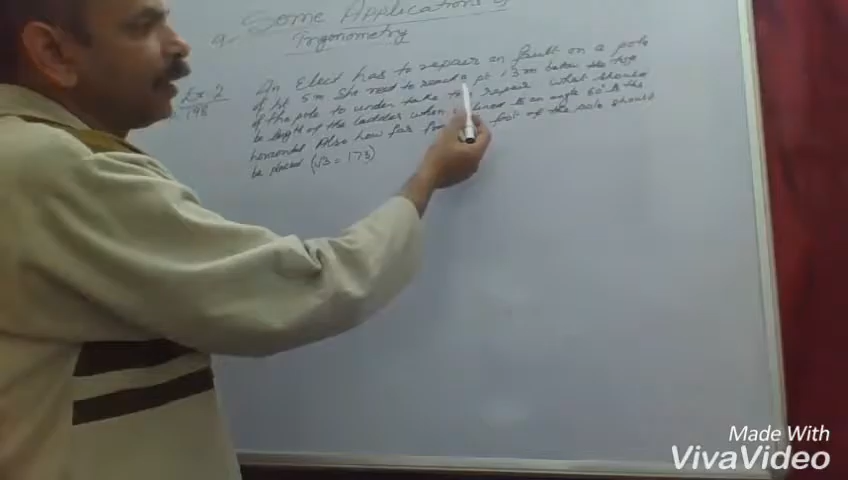 9. Some Applications of
Trigonometry
Ex 2
198
An Elect has to repair an fault on a pole
of ht 5m She need to reach a pt 1.3m below the top
of the pole to under take the repair what should
be length of the ladder when inclined to an angle 60° to the
horizontal Also how far from foot of the pole should
be placed (√3 = 1.73)
Made With
VivaVideo